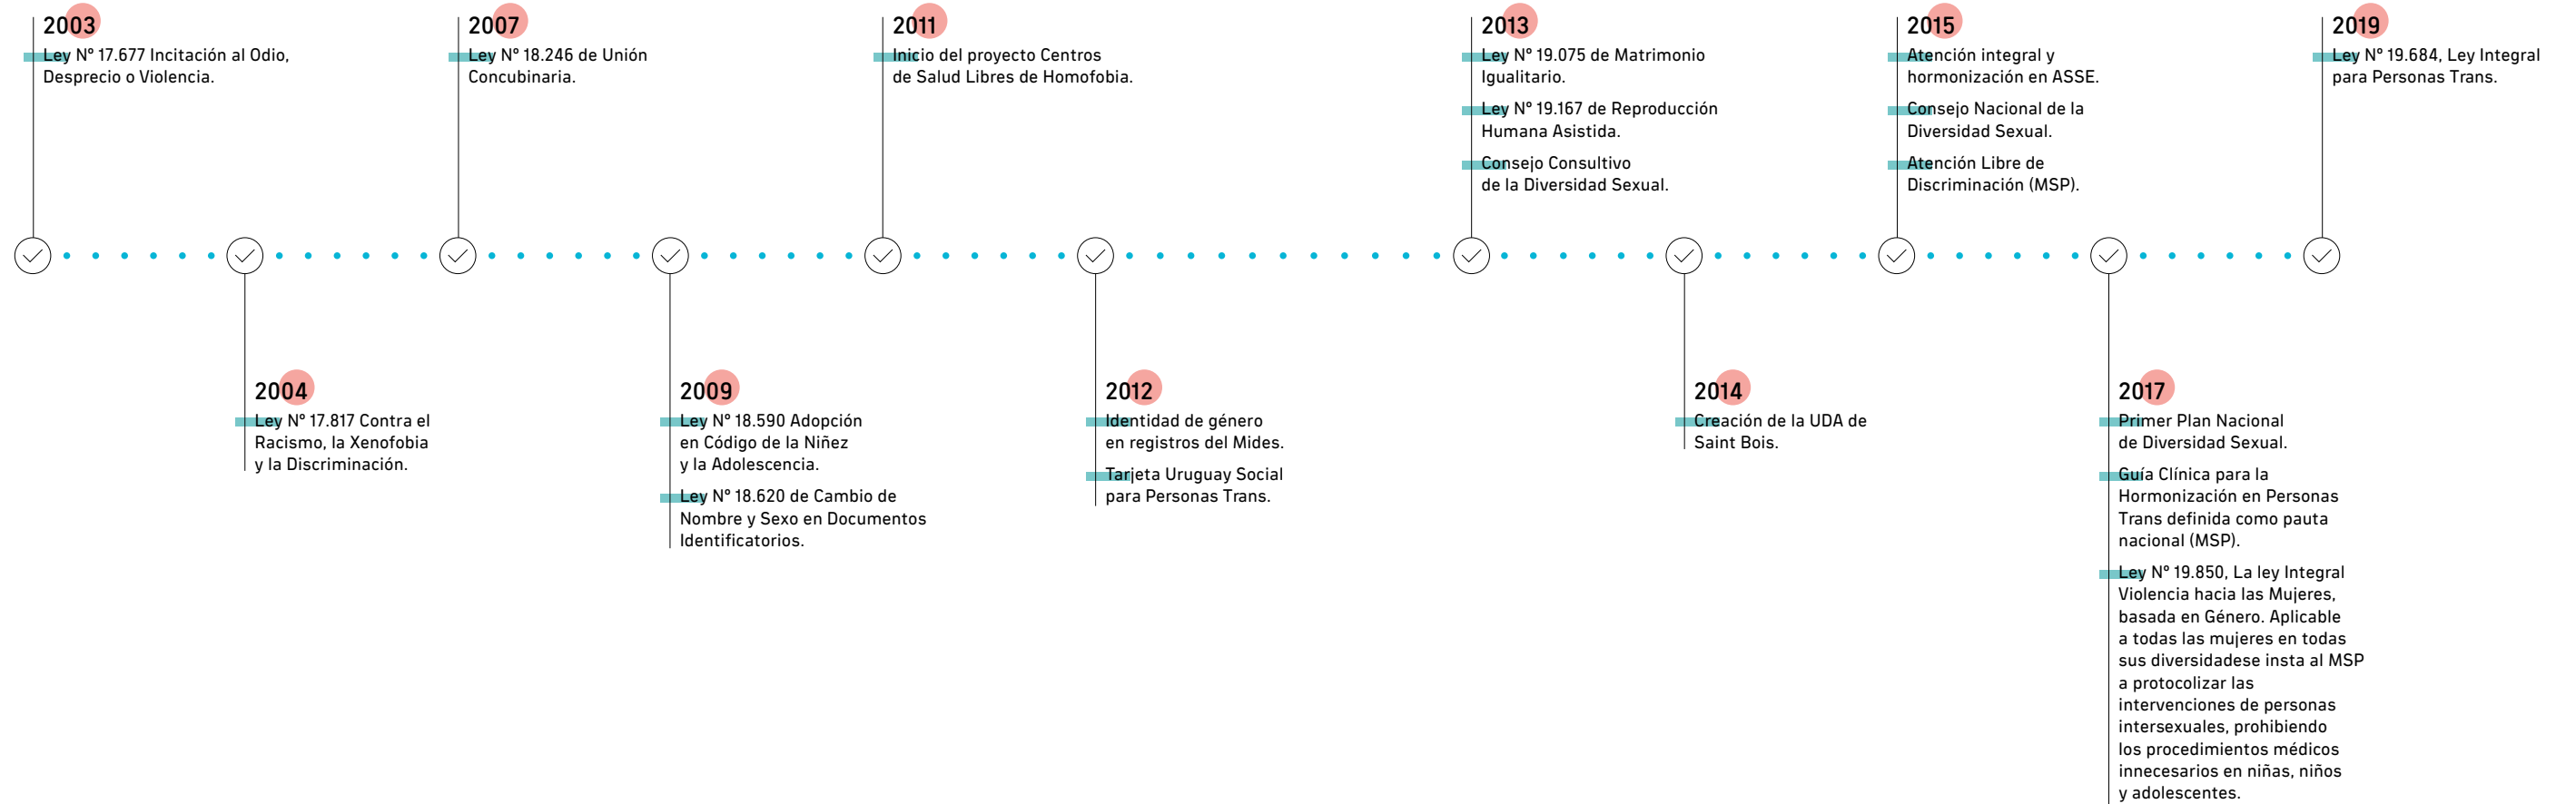 2003
Ley Nº 17.677 Incitación al Odio,
Desprecio o Violencia.
2004
Ley Nº 17.817 Contra el
Racismo, la Xenofobia
y la Discriminación.
2007
Ley Nº 18.246 de Unión
Concubinaria.
2009
Ley Nº 18.590 Adopción
en Código de la Niñez
y la Adolescencia.
Ley Nº 18.620 de Cambio de
Nombre y Sexo en Documentos
Identificatorios.
2011
Inicio del proyecto Centros
de Salud Libres de Homofobia.
2012
Identidad de género
en registros del Mides.
Tarjeta Uruguay Social
para Personas Trans.
2013
Ley Nº 19.075 de Matrimonio
Igualitario.
Ley Nº 19.167 de Reproducción
Humana Asistida.
Consejo Consultivo
de la Diversidad Sexual.
2014
Creación de la UDA de
Saint Bois.
2015
Atención integral y
hormonización en ASSE.
Consejo Nacional de la
Diversidad Sexual.
Atención Libre de
Discriminación (MSP).
2017
Primer Plan Nacional
de Diversidad Sexual.
Guía Clínica para la
Hormonización en Personas
Trans definida como pauta
nacional (MSP).
Ley Nº 19.850, La ley Integral
Violencia hacia las Mujeres,
basada en Género. Aplicable
a todas las mujeres en todas
sus diversidadese insta al MSP
a protocolizar las
intervenciones de personas
intersexuales, prohibiendo
los procedimientos médicos
innecesarios en niñas, niños
y adolescentes.
2019
Ley Nº 19.684, Ley Integral
para Personas Trans.